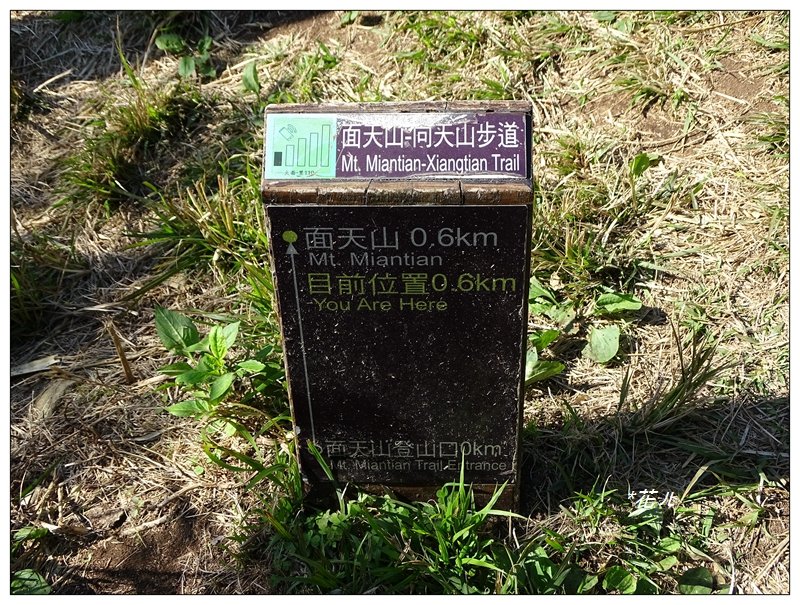 面天山-向天山步道
Mt. Miantian-Xiangtian Trail
面天山 0.6km
Mt. Miantian
目前位置0.6km
You Are Here
面天山登山口0km
Mt. Miantian Trail Entrance